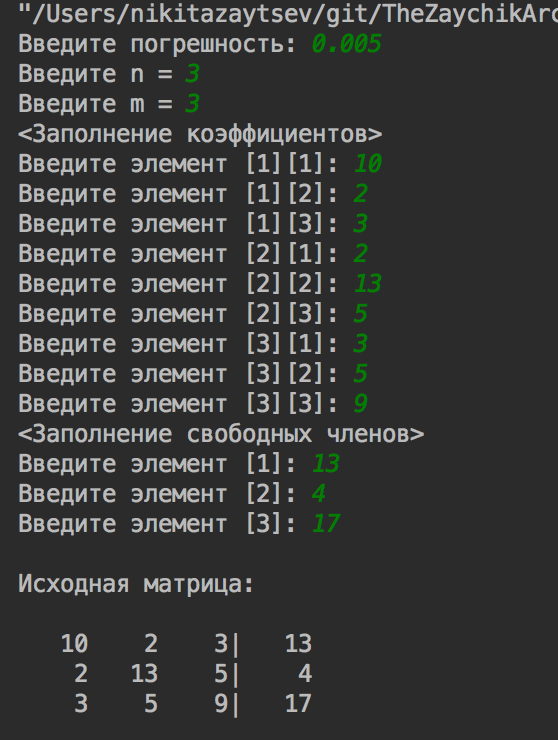 "/Users/nikitazaytsev/git/TheZaychikArc
Введите погрешность: 0.005
Введите n = 3
Введите m = 3
<Заполнение коэффициентов>
Введите элемент [1][1]: 10
Введите элемент [1][2]: 2
Введите элемент [1][3]: 3
Введите элемент [2][1]: 2
Введите элемент [2][2]: 13
Введите элемент [2][3]: 5
Введите элемент [3][1]: 3
Введите элемент [3][2]: 5
Введите элемент [3][3]: 9
<Заполнение свободных членов>
Введите элемент [1]: 13
Введите элемент [2]: 4
Введите элемент [3]: 17
Исходная матрица:
10 2 3| 13
2 13 5| 4
3 5 9| 17